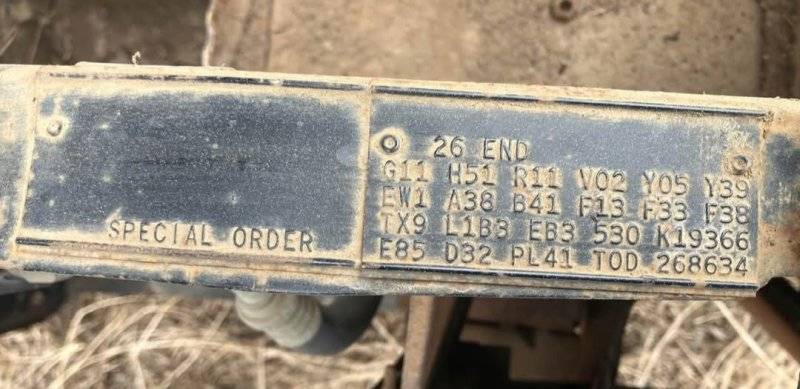 SPECIAL ORDER
26 END
G11 H51 R11 V02 Y05 Y39
EW1 A38 B41 F13 F33 F38
TX9 L1B3 EB3 530 K19366
E85 D32 PL41 TOD 268634